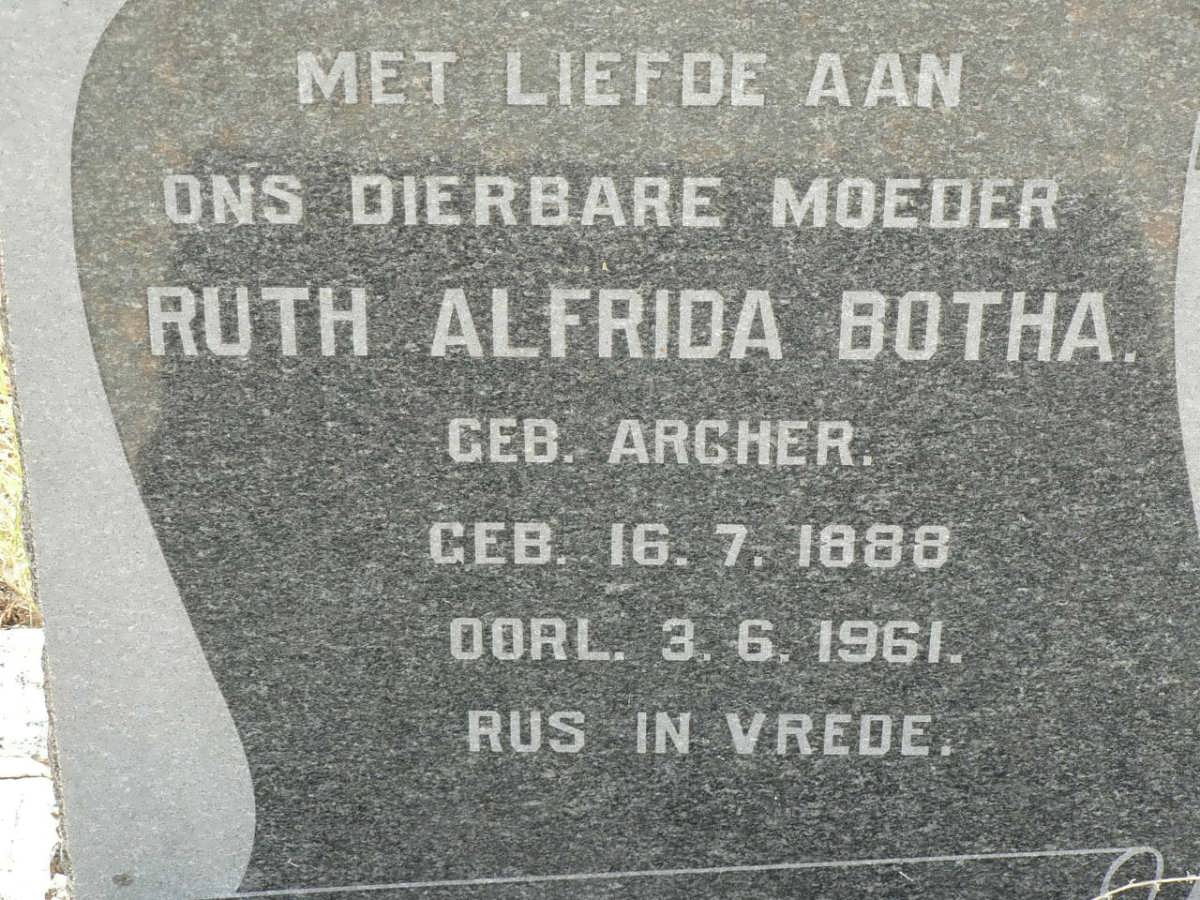 MET LIEFDE AAN
ONS DIERBARE MOEDER
RUTH ALFRIDA BOTHA.
GEB. ARCHER.
GEB. 16. 7. 1888
OORL. 3. 6. 1961.
RUS IN VREDE.